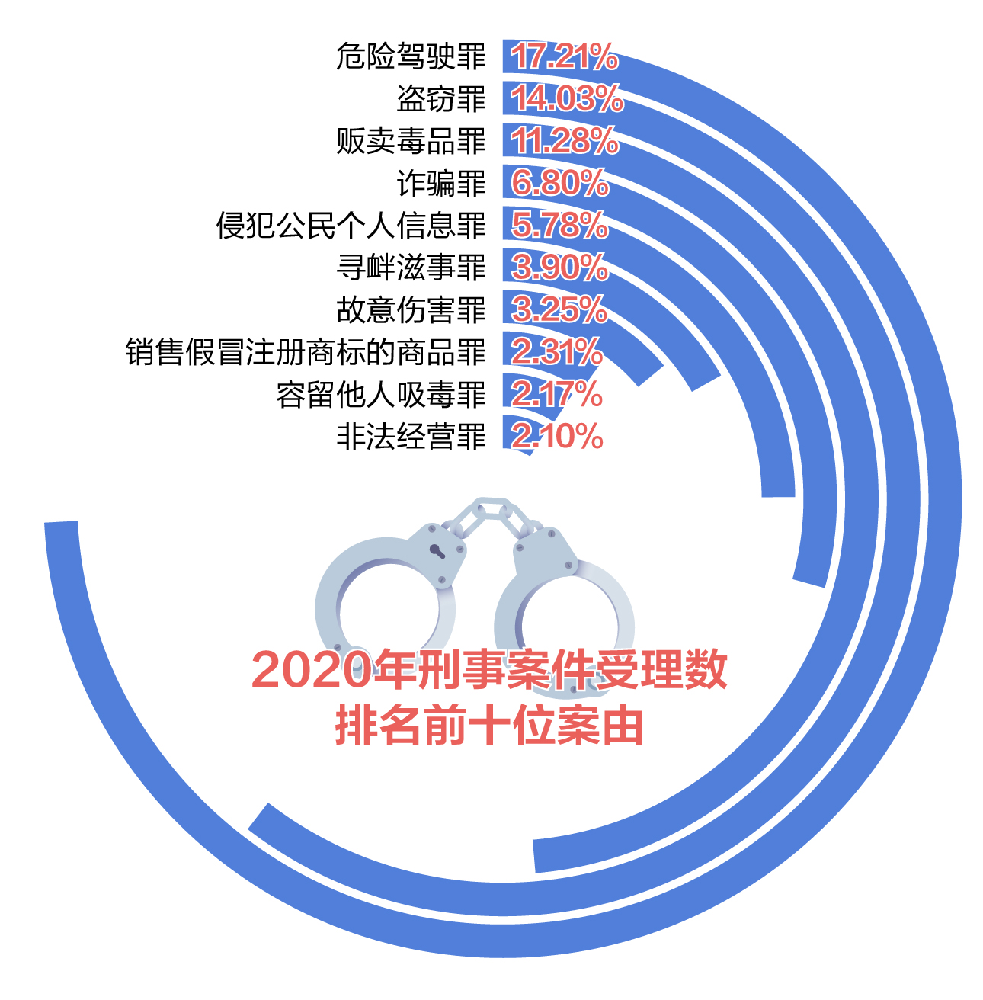 危险驾驶罪 17.21%
盗窃罪 14.03%
贩卖毒品罪 11.28%
诈骗罪 6.80%
侵犯公民个人信息罪 5.78%
寻衅滋事罪 3.90%
故意伤害罪 3.25%
销售假冒注册商标的商品罪 2.31%
容留他人吸毒罪 2.17%
非法经营罪 2.10%
2020年刑事案件受理数
排名前十位案由